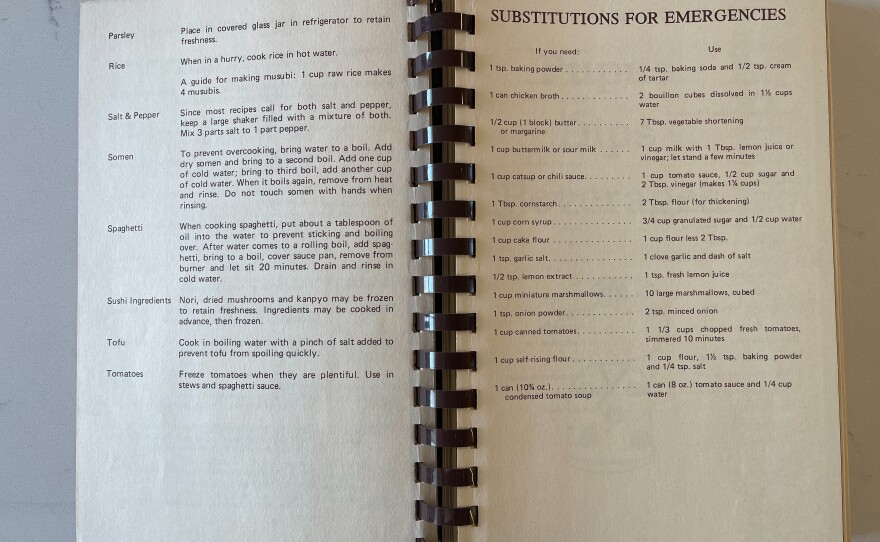 Parsley Place in covered glass jar in refrigerator to retain
freshness.
Rice When in a hurry, cook rice in hot water.
A guide for making musubi: 1 cup raw rice makes
4 musubis.
Salt & Pepper Since most recipes call for both salt and pepper,
keep a large shaker filled with a mixture of both.
Mix 3 parts salt to 1 part pepper.
Somen To prevent overcooking, bring water to a boil. Add
dry somen and bring to a second boil. Add one cup
of cold water; bring to third boil, add another cup
of cold water. When it boils again, remove from heat
and rinse. Do not touch somen with hands when
rinsing.
Spaghetti When cooking spaghetti, put about a tablespoon of
oil into the water to prevent sticking and boiling
over. After water comes to a rolling boil, add spag-
hetti, bring to a boil, cover sauce pan, remove from
burner and let sit 20 minutes. Drain and rinse in
cold water.
Sushi Ingredients Nori, dried mushrooms and kanpyo may be frozen
to retain freshness. Ingredients may be cooked in
advance, then frozen.
Tofu Cook in boiling water with a pinch of salt added to
prevent tofu from spoiling quickly.
Tomatoes Freeze tomatoes when they are plentiful. Use in
stews and spaghetti sauce.
SUBSTITUTIONS FOR EMERGENCIES
If you need: Use
1 tsp. baking powder . . . . . . . . . . . . 1/4 tsp. baking soda and 1/2 tsp. cream
of tartar
1 can chicken broth . . . . . . . . . . . . . 2 bouillon cubes dissolved in 1½ cups
water
1/2 cup (1 block) butter . . . . . . . . . . 7 Tbsp. vegetable shortening
or margarine
1 cup buttermilk or sour milk . . . . . . 1 cup milk with 1 Tbsp. lemon juice or
vinegar; let stand a few minutes
1 cup catsup or chili sauce. . . . . . . . . 1 cup tomato sauce, 1/2 cup sugar and
2 Tbsp. vinegar (makes 1¼ cups)
1 Tbsp. cornstarch . . . . . . . . . . . . . . 2 Tbsp. flour (for thickening)
1 cup corn syrup . . . . . . . . . . . . . . . 3/4 cup granulated sugar and 1/2 cup water
1 cup cake flour . . . . . . . . . . . . . . . 1 cup flour less 2 Tbsp.
1 tsp. garlic salt. . . . . . . . . . . . . . . . 1 clove garlic and dash of salt
1/2 tsp. lemon extract . . . . . . . . . . . 1 tsp. fresh lemon juice
1 cup miniature marshmallows. . . . . . 10 large marshmallows, cubed
1 tsp. onion powder. . . . . . . . . . . . . 2 tsp. minced onion
1 cup canned tomatoes. . . . . . . . . . . 1 1/3 cups chopped fresh tomatoes,
simmered 10 minutes
1 cup self-rising flour . . . . . . . . . . . . 1 cup flour, 1½ tsp. baking powder
and 1/4 tsp. salt
1 can (10¾ oz.). . . . . . . . . . . . . . . . 1 can (8 oz.) tomato sauce and 1/4 cup
condensed tomato soup water